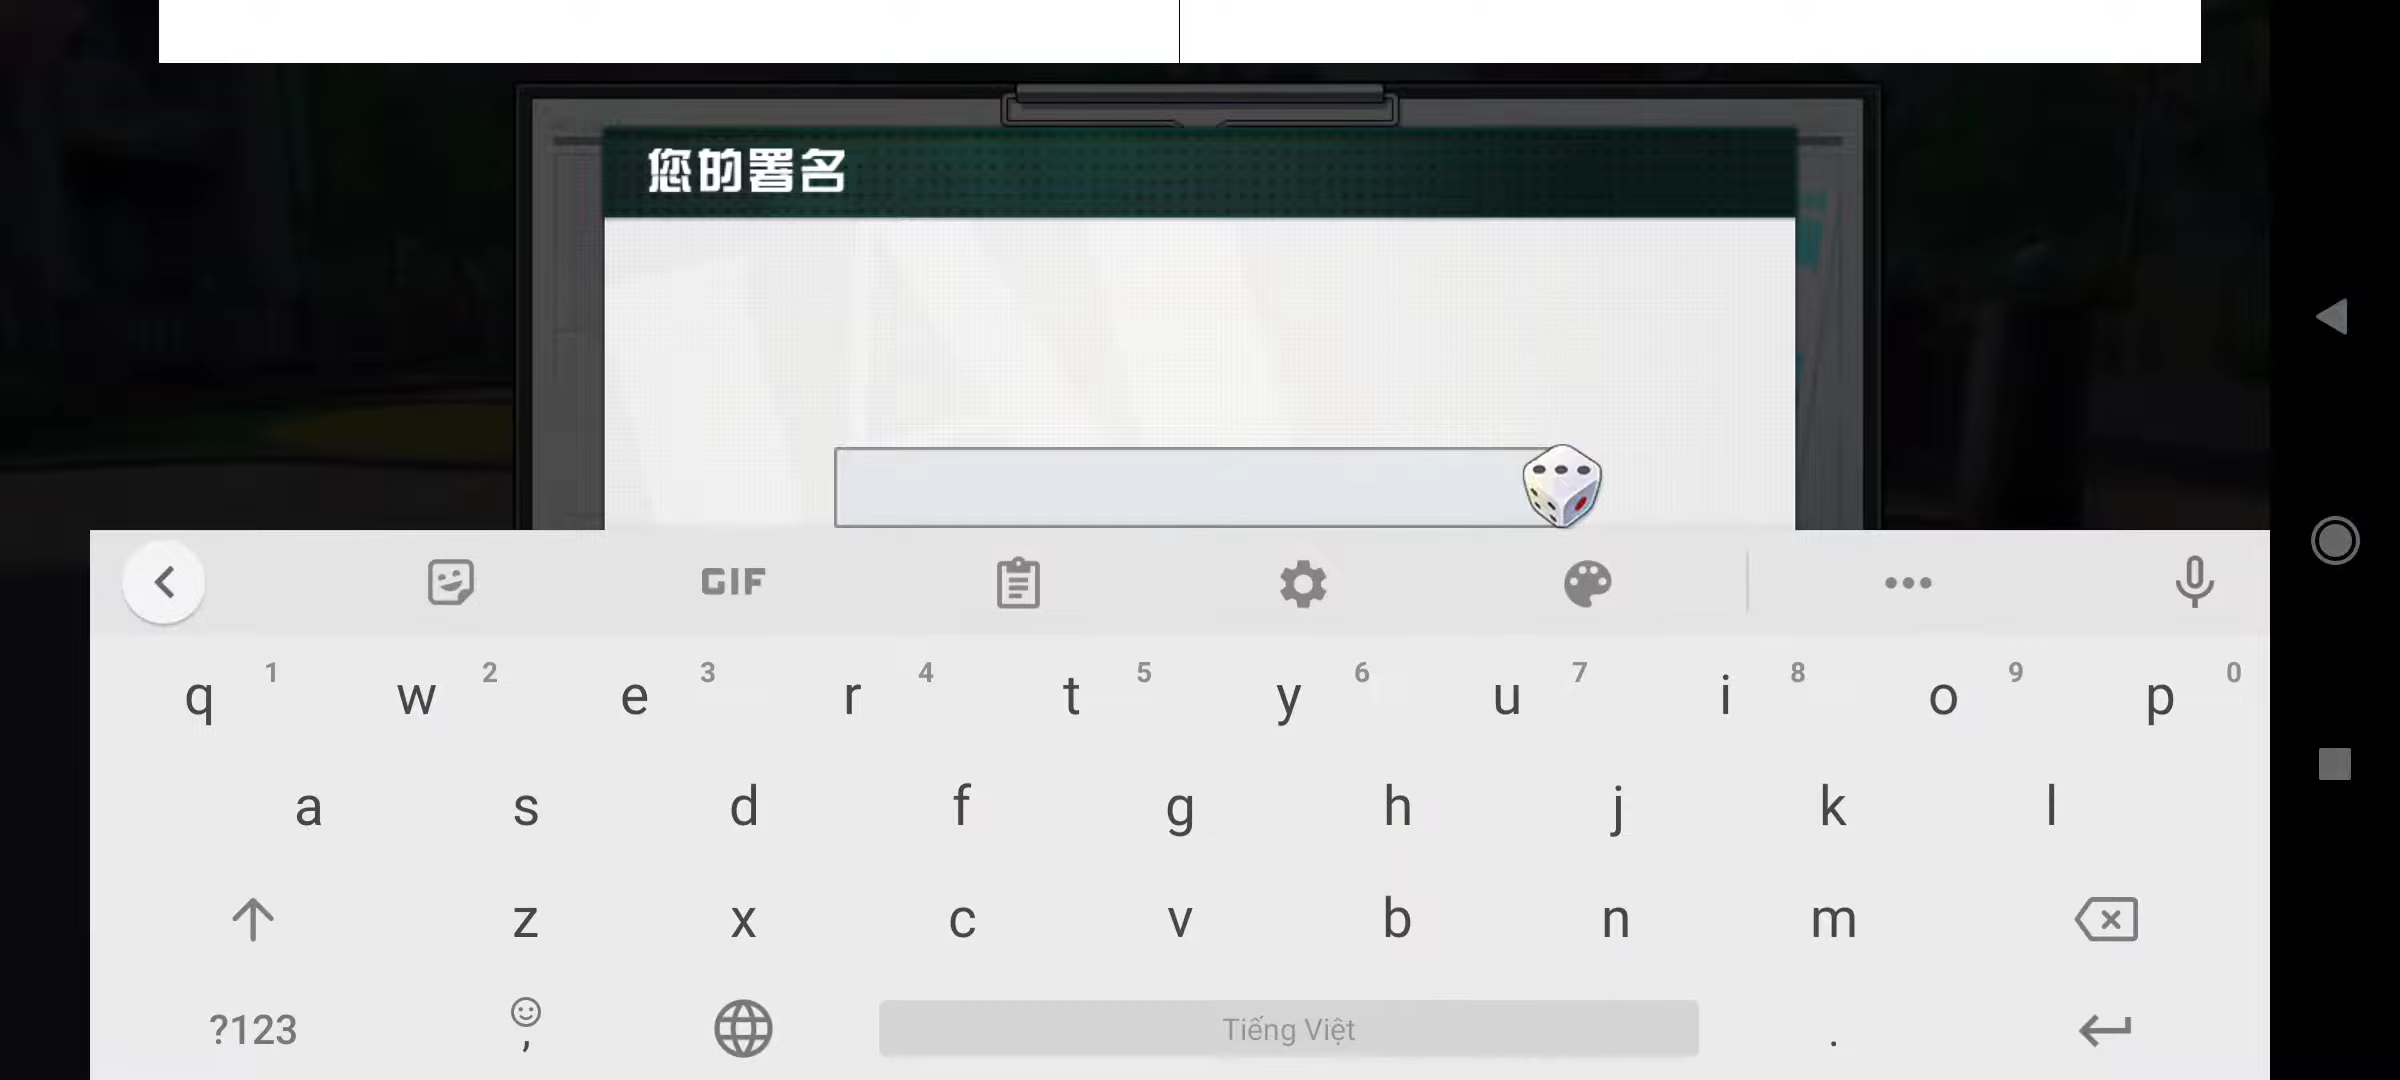 您的署名
GIF
q 1 w 2 e 3 r 4 t 5 y 6 u 7 i 8 o 9 p 0
a s d f g h j k l
z x c v b n m
?123 , Tiếng Việt .